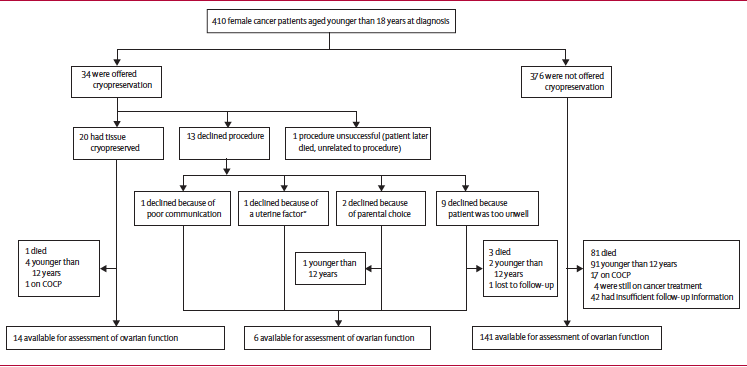 410 female cancer patients aged younger than 18 years at diagnosis
34 were offered
cryopreservation
376 were not offered
cryopreservation
20 had tissue
cryopreserved
13 declined procedure
1 procedure unsuccessful (patient later
died, unrelated to procedure)
1 declined because of
poor communication
1 declined because of
a uterine factor*
2 declined because
of parental choice
9 declined because
patient was too unwell
1 died
4 younger than
12 years
1 on COCP
1 younger than
12 years
3 died
2 younger than
12 years
1 lost to follow-up
81 died
91 younger than 12 years
17 on COCP
4 were still on cancer treatment
42 had insufficient follow-up information
14 available for assessment of ovarian function
6 available for assessment of ovarian function
141 available for assessment of ovarian function